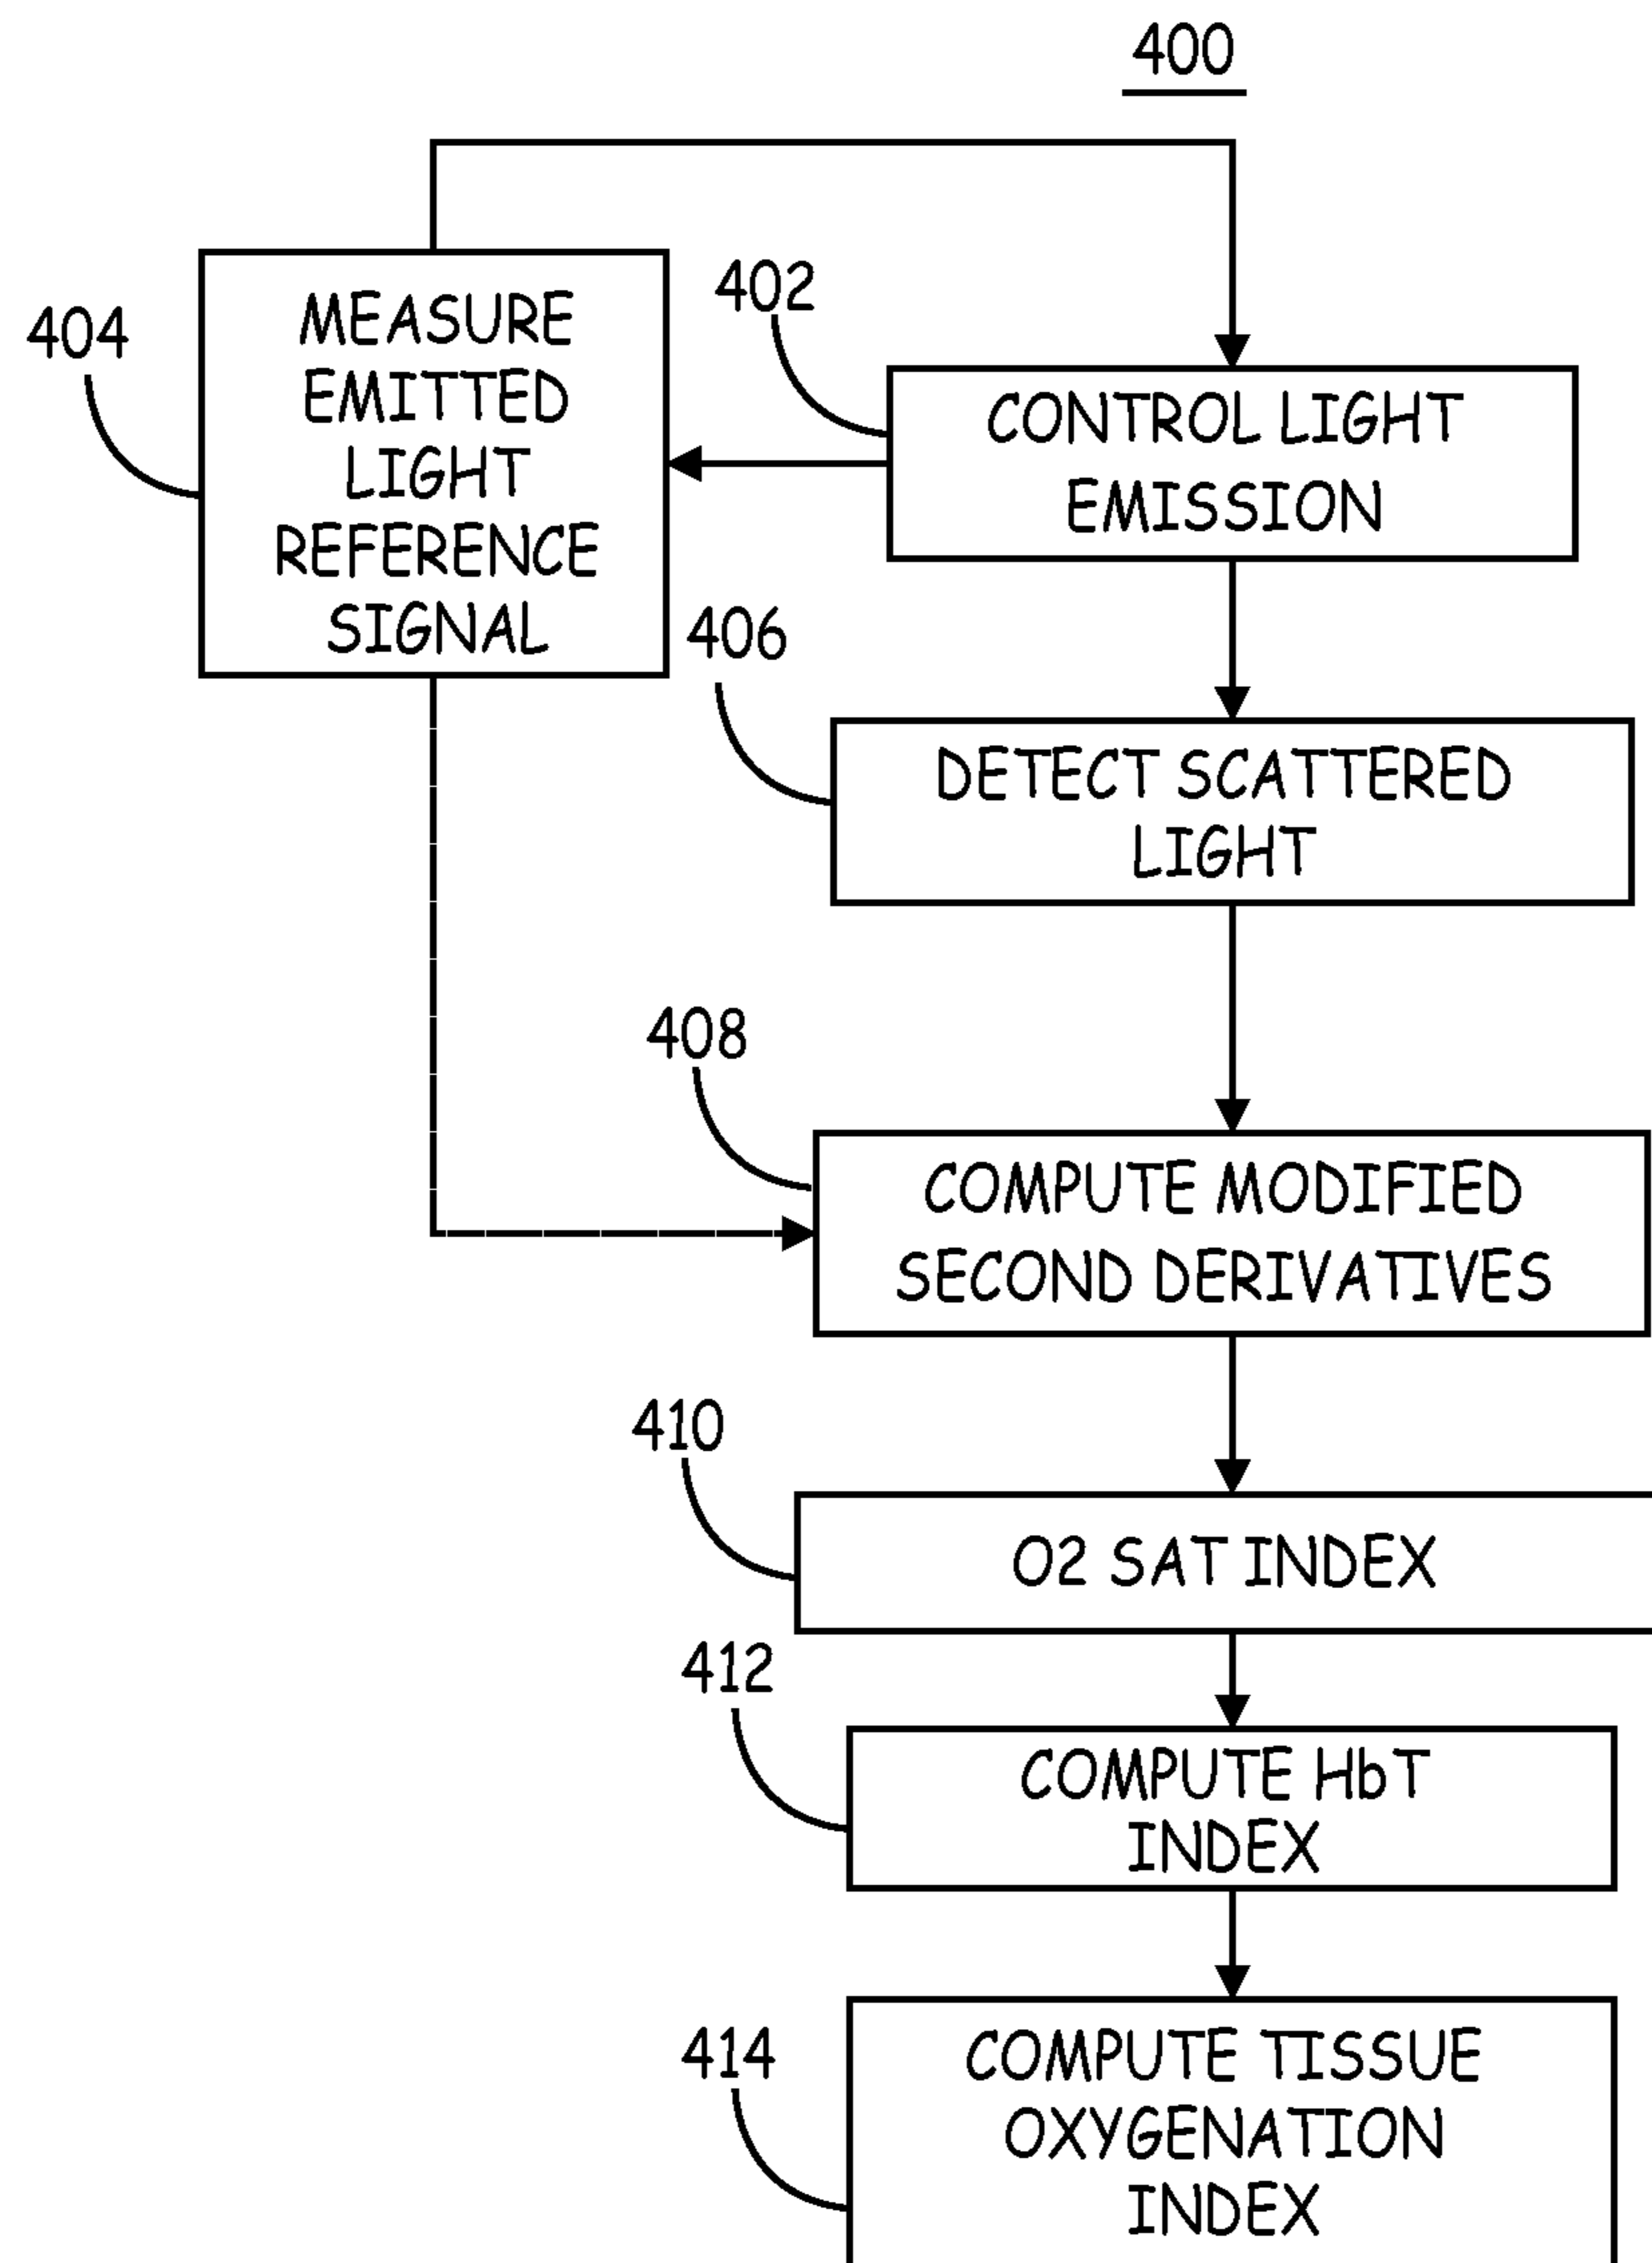 400
404
MEASURE
EMITTED
LIGHT
REFERENCE
SIGNAL
402
CONTROL LIGHT
EMISSION
406
DETECT SCATTERED
LIGHT
408
COMPUTE MODIFIED
SECOND DERIVATIVES
410
O2 SAT INDEX
412
COMPUTE HbT
INDEX
414
COMPUTE TISSUE
OXYGENATION
INDEX